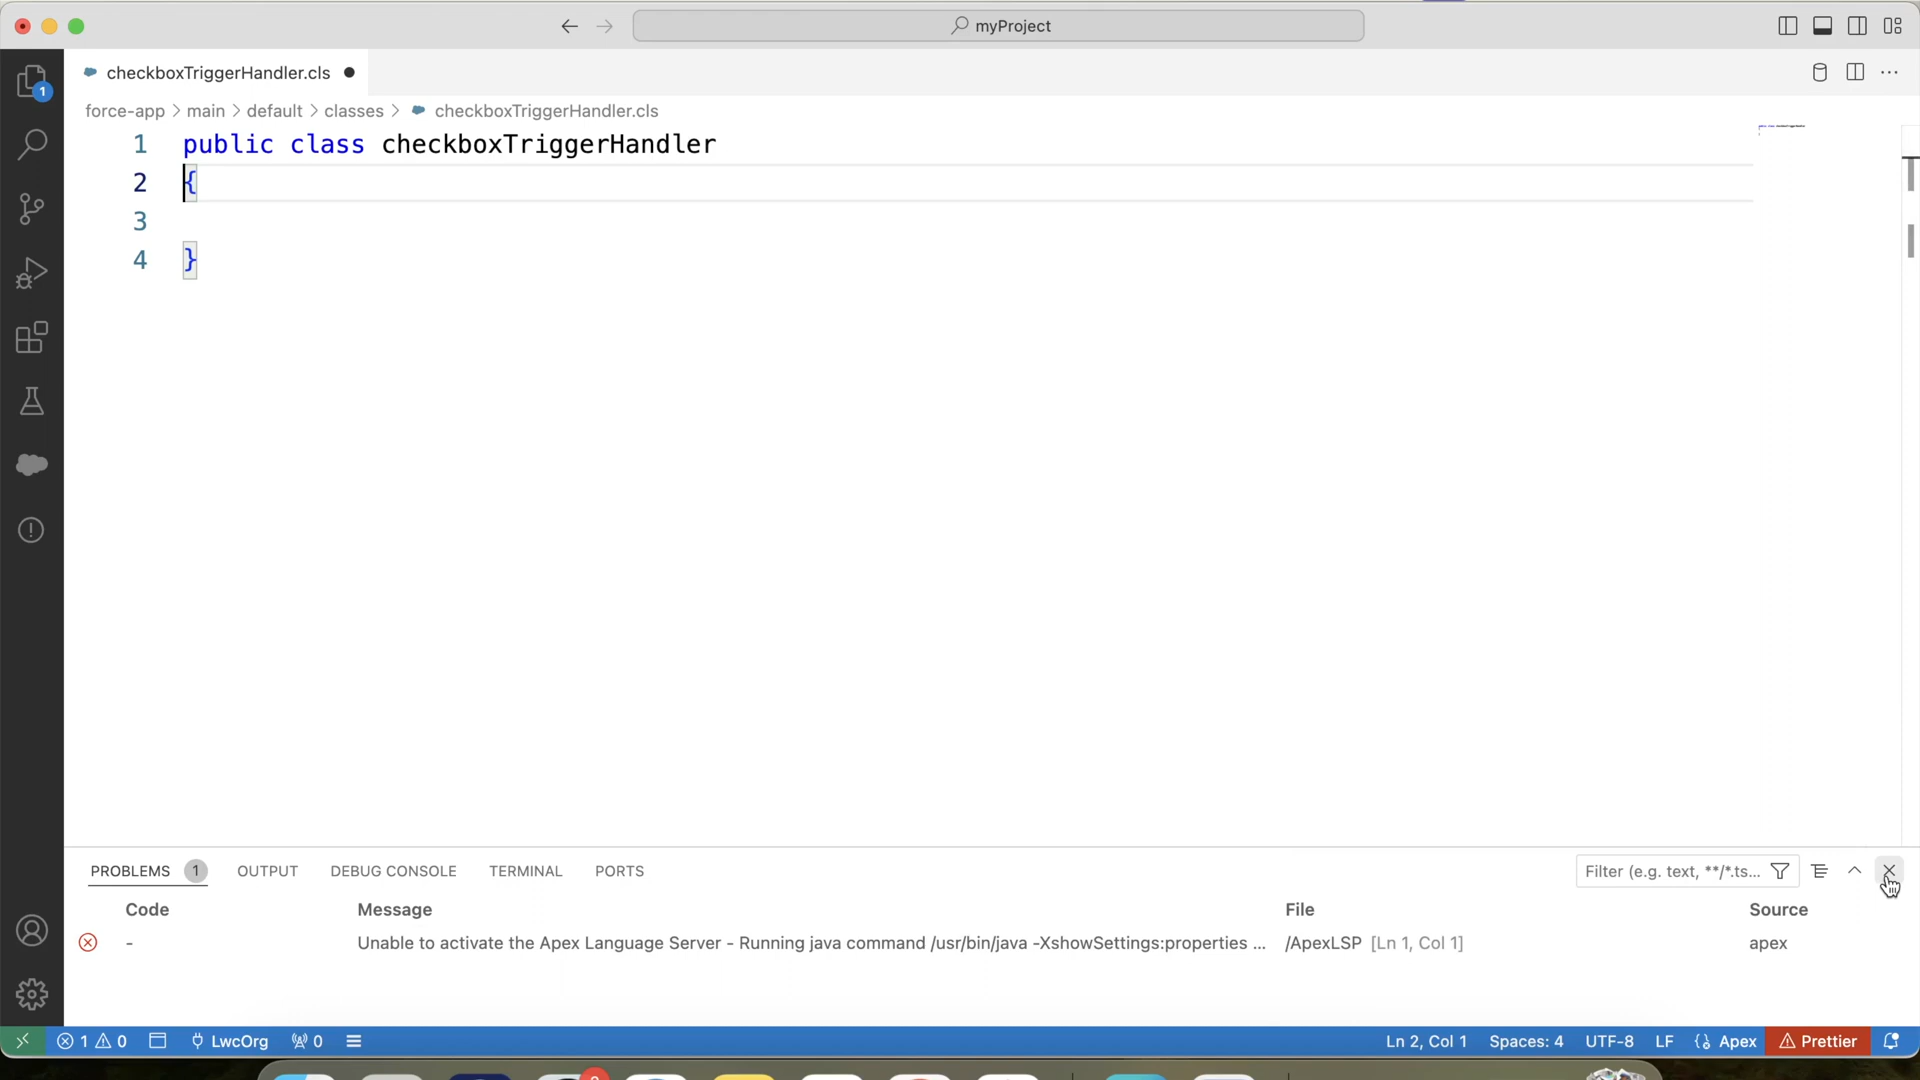 myProject
checkboxTriggerHandler.cls
force-app > main > default > classes > checkboxTriggerHandler.cls
1 public class checkboxTriggerHandler
2 {
3
4 }
1
PROBLEMS 1 OUTPUT DEBUG CONSOLE TERMINAL PORTS Filter (e.g. text, **/*.ts...
Code Message File Source
- Unable to activate the Apex Language Server - Running java command /usr/bin/java -XshowSettings:properties ... /ApexLSP [Ln 1, Col 1] apex
1 0 LwcOrg 0 Ln 2, Col 1 Spaces: 4 UTF-8 LF Apex Prettier